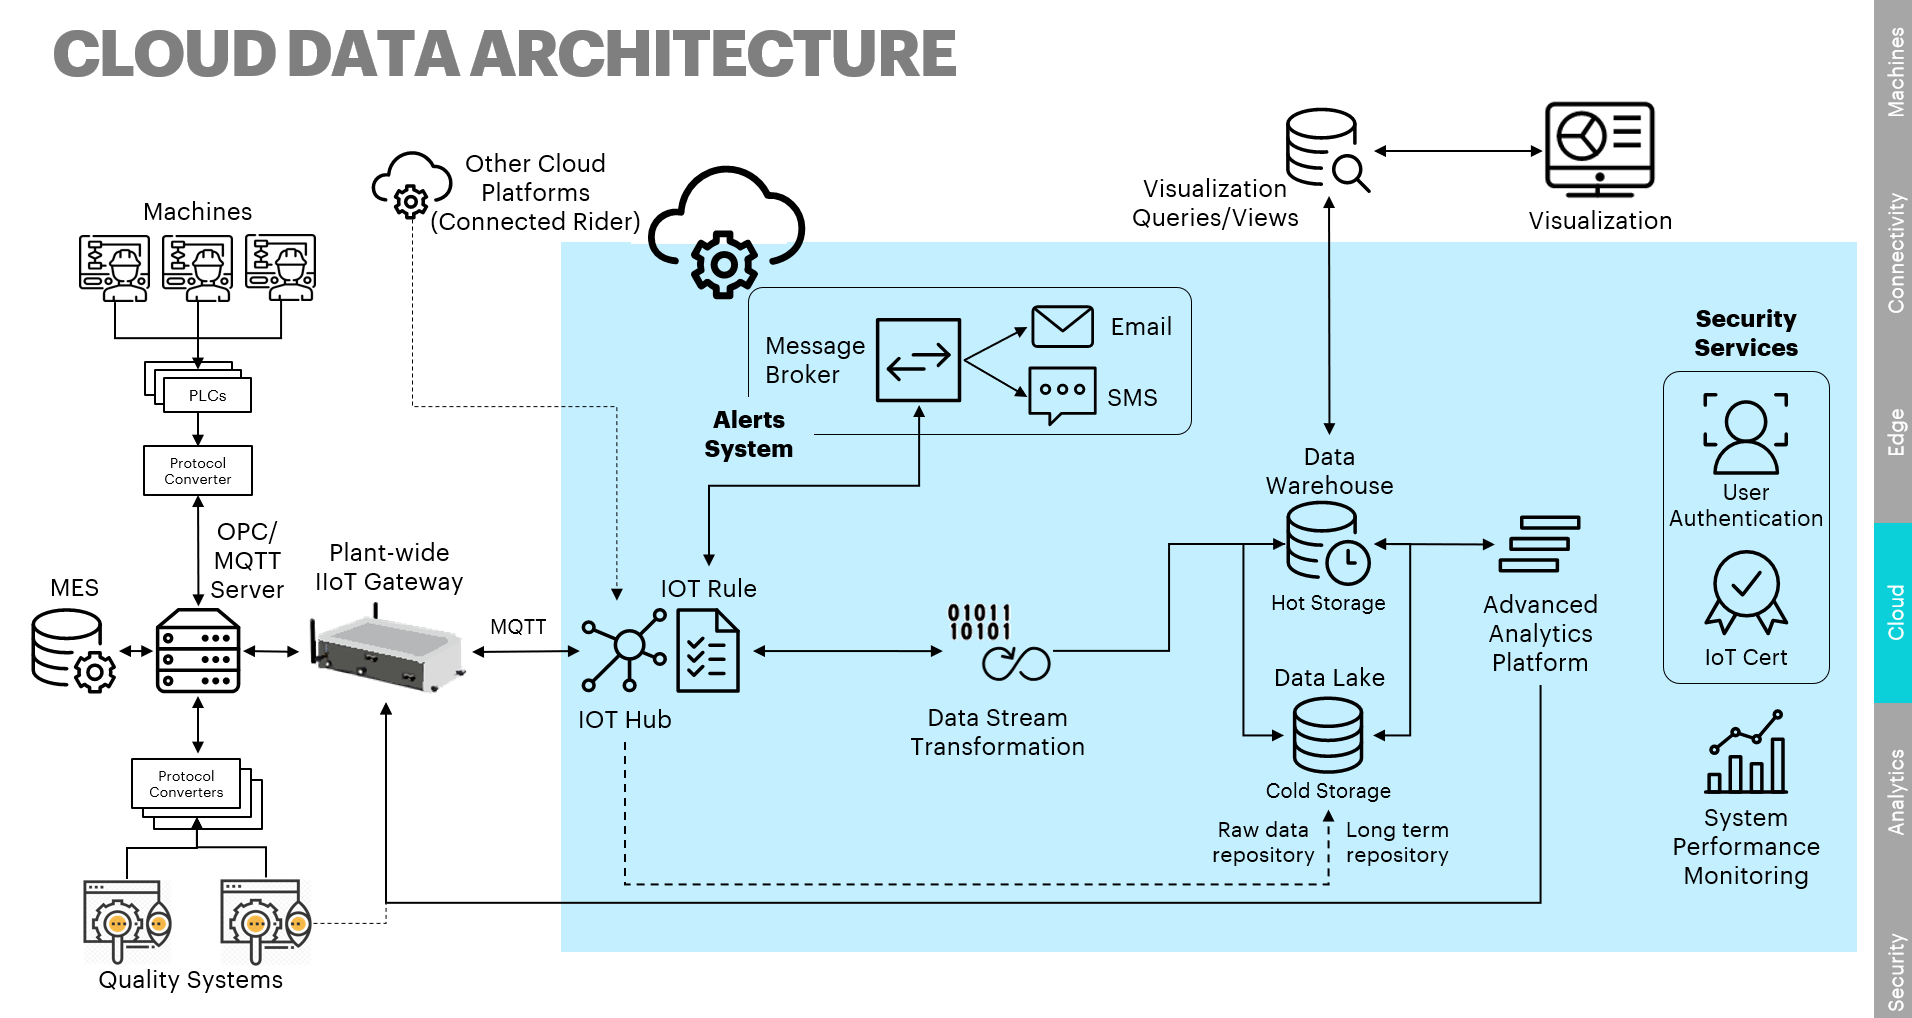 CLOUD DATA ARCHITECTURE
Machines
PLCs
Protocol
Converter
OPC/
MQTT
Server
MES
Plant-wide
IIoT Gateway
MQTT
Protocol
Converters
Quality Systems
Other Cloud
Platforms
(Connected Rider)
Message
Broker
Email
SMS
Alerts
System
IOT Rule
IOT Hub
01011
10101
Data Stream
Transformation
Visualization
Queries/Views
Visualization
Data
Warehouse
Hot Storage
Data Lake
Cold Storage
Raw data
repository
Long term
repository
Advanced
Analytics
Platform
Security
Services
User
Authentication
IoT Cert
System
Performance
Monitoring
Machines
Connectivity
Edge
Cloud
Analytics
Security